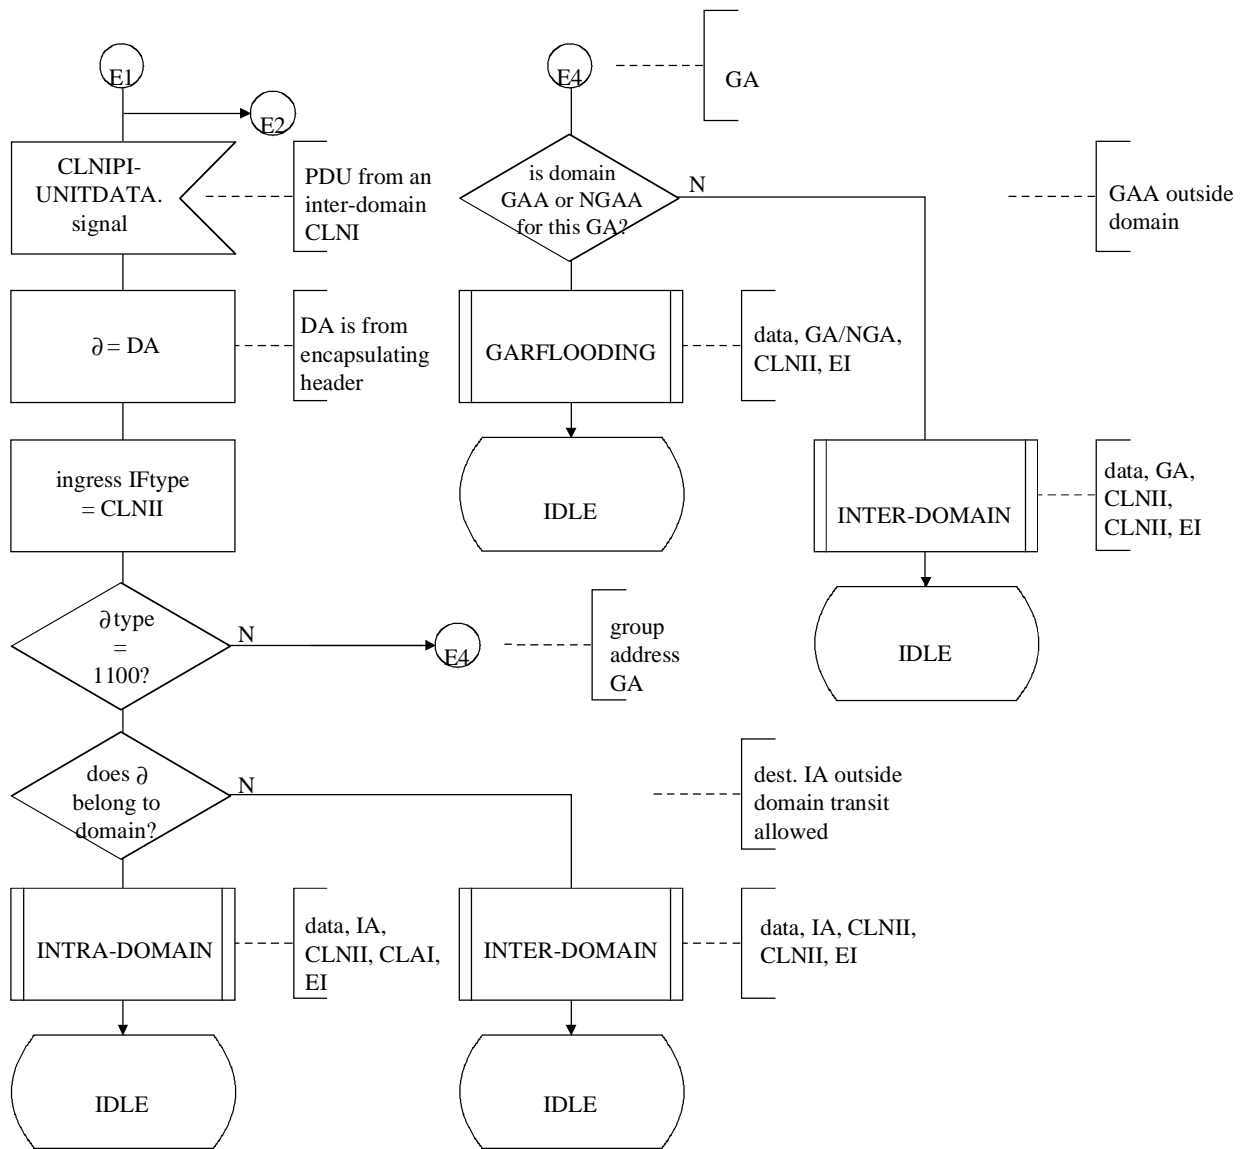 E1
E2
CLNIPI-
UNITDATA.
signal
PDU from an
inter-domain
CLNI
∂ = DA
DA is from
encapsulating
header
ingress IFtype
= CLNII
∂ type
=
1100?
N
E4
group
address
GA
does ∂
belong to
domain?
N
dest. IA outside
domain transit
allowed
INTRA-DOMAIN
data, IA,
CLNII, CLAI,
EI
INTER-DOMAIN
data, IA, CLNII,
CLNII, EI
IDLE
IDLE
E4
GA
is domain
GAA or NGAA
for this GA?
N
GAA outside
domain
GARFLOODING
data, GA/NGA,
CLNII, EI
IDLE
INTER-DOMAIN
data, GA,
CLNII,
CLNII, EI
IDLE